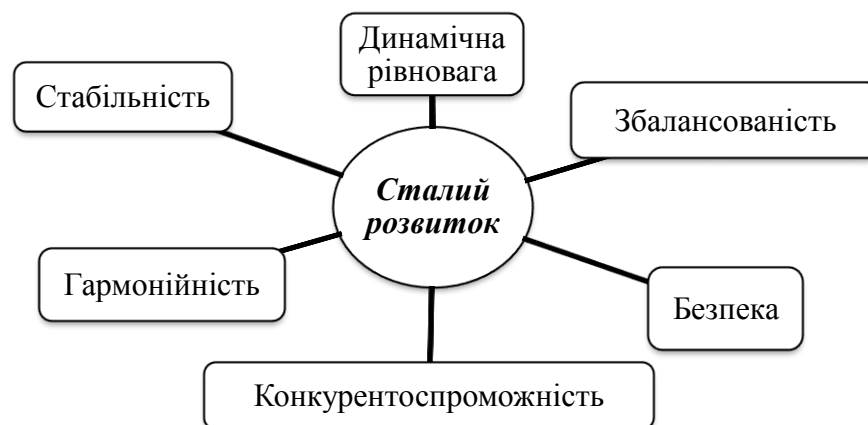 Динамічна
рівновага
Стабільність
Збалансованість
Сталий
розвиток
Гармонійність
Безпека
Конкурентоспроможність